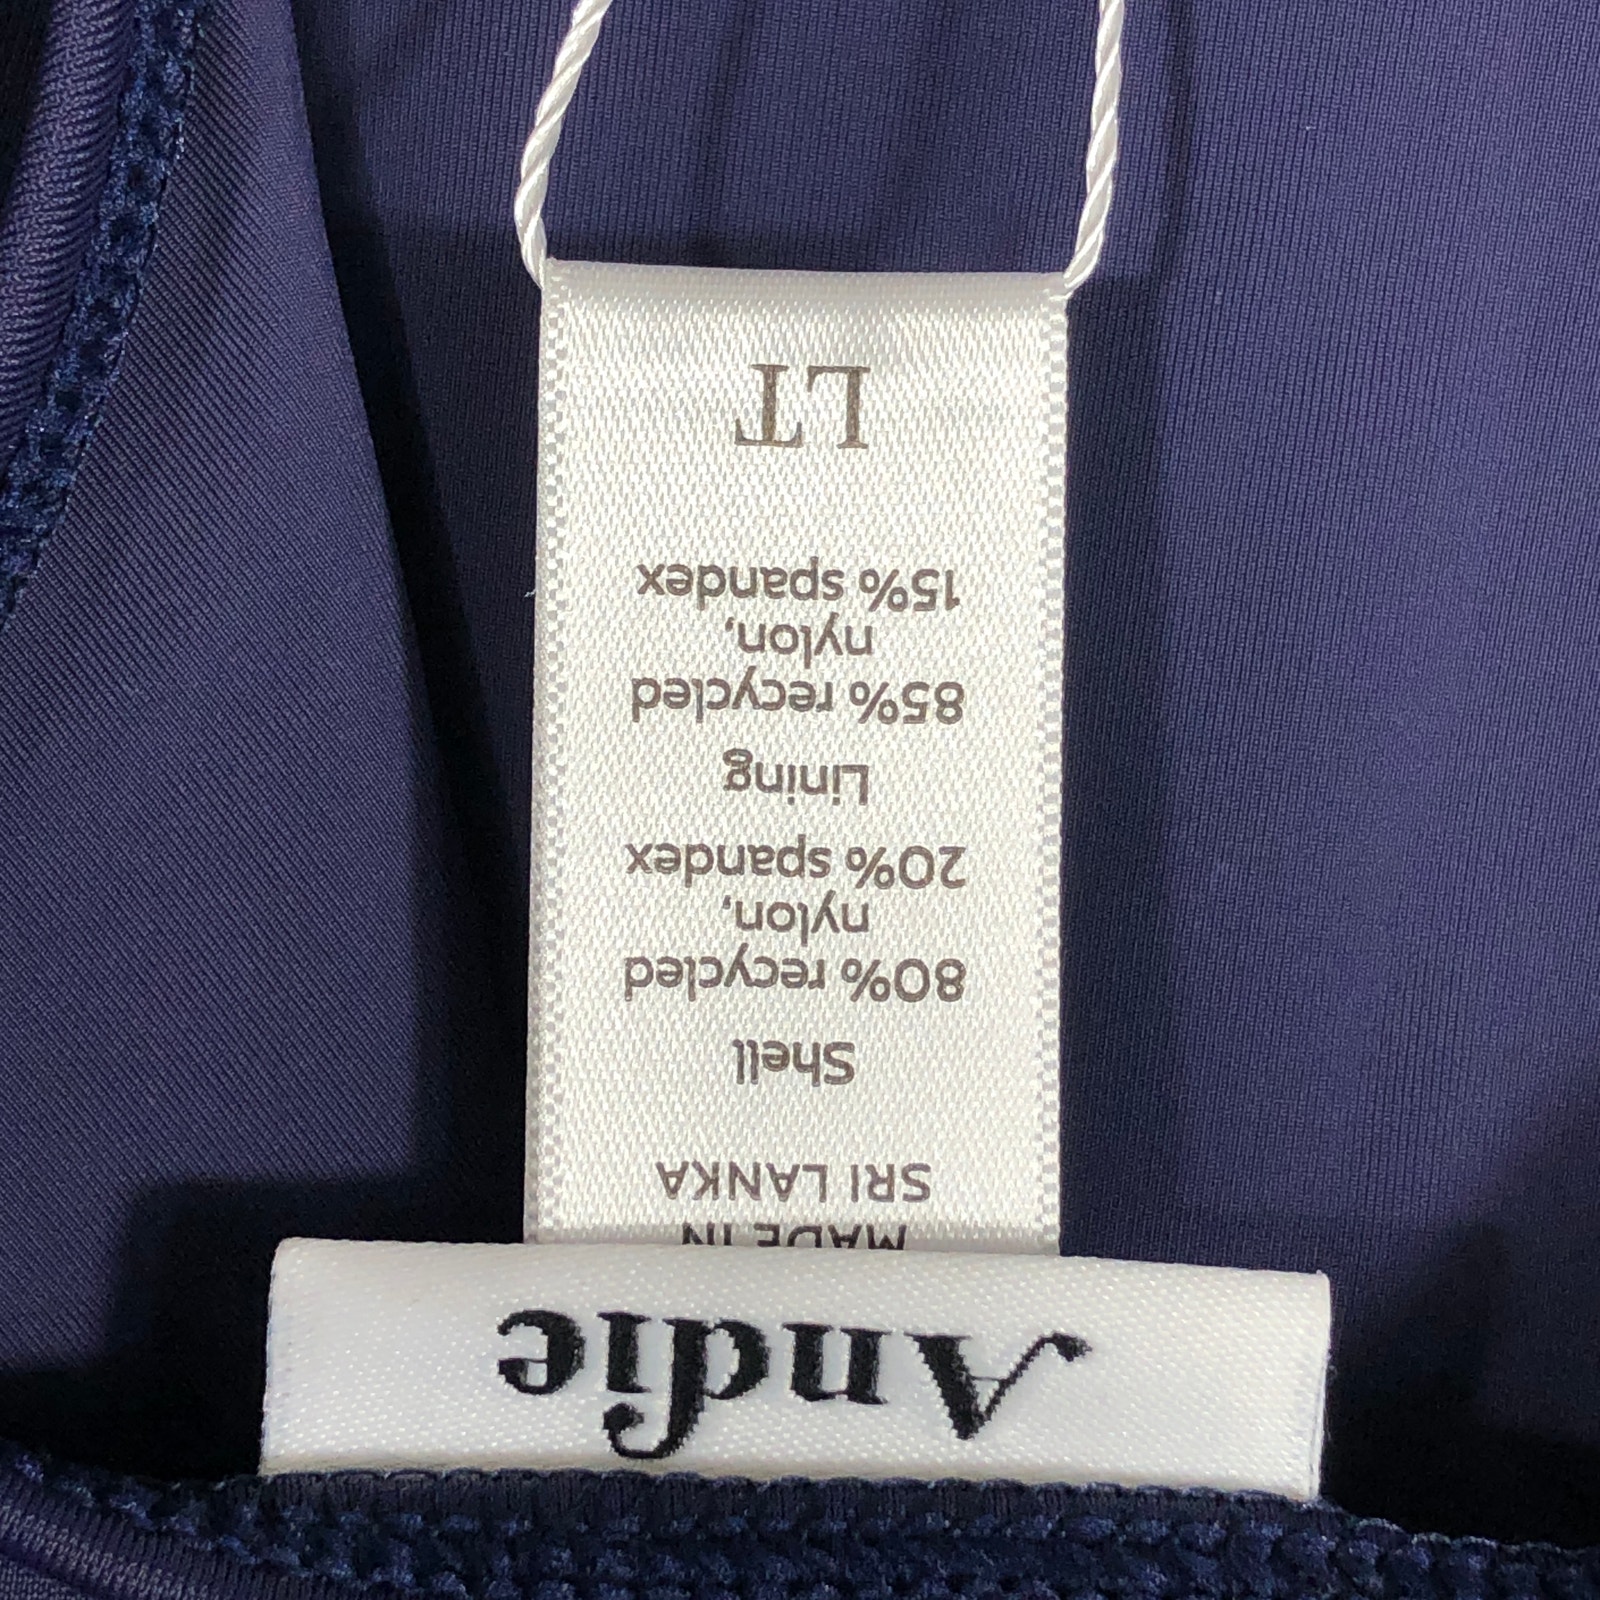 Andie
MADE IN
SRI LANKA
Shell
80% recycled
nylon,
20% spandex
Lining
85% recycled
nylon,
15% spandex
LT